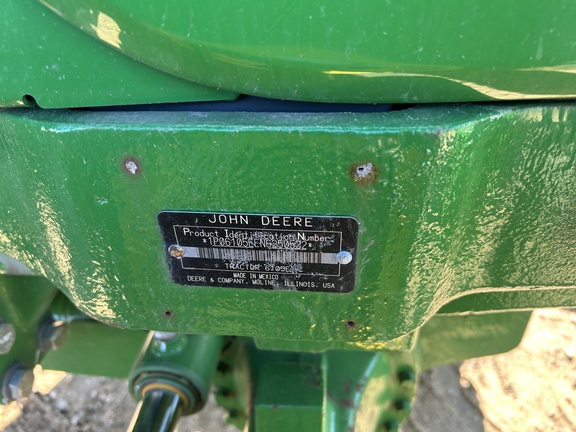 JOHN DEERE
Product Identification Number
TRACTOR 6105E
MADE IN MEXICO
DEERE & COMPANY, MOLINE, ILLINOIS, USA